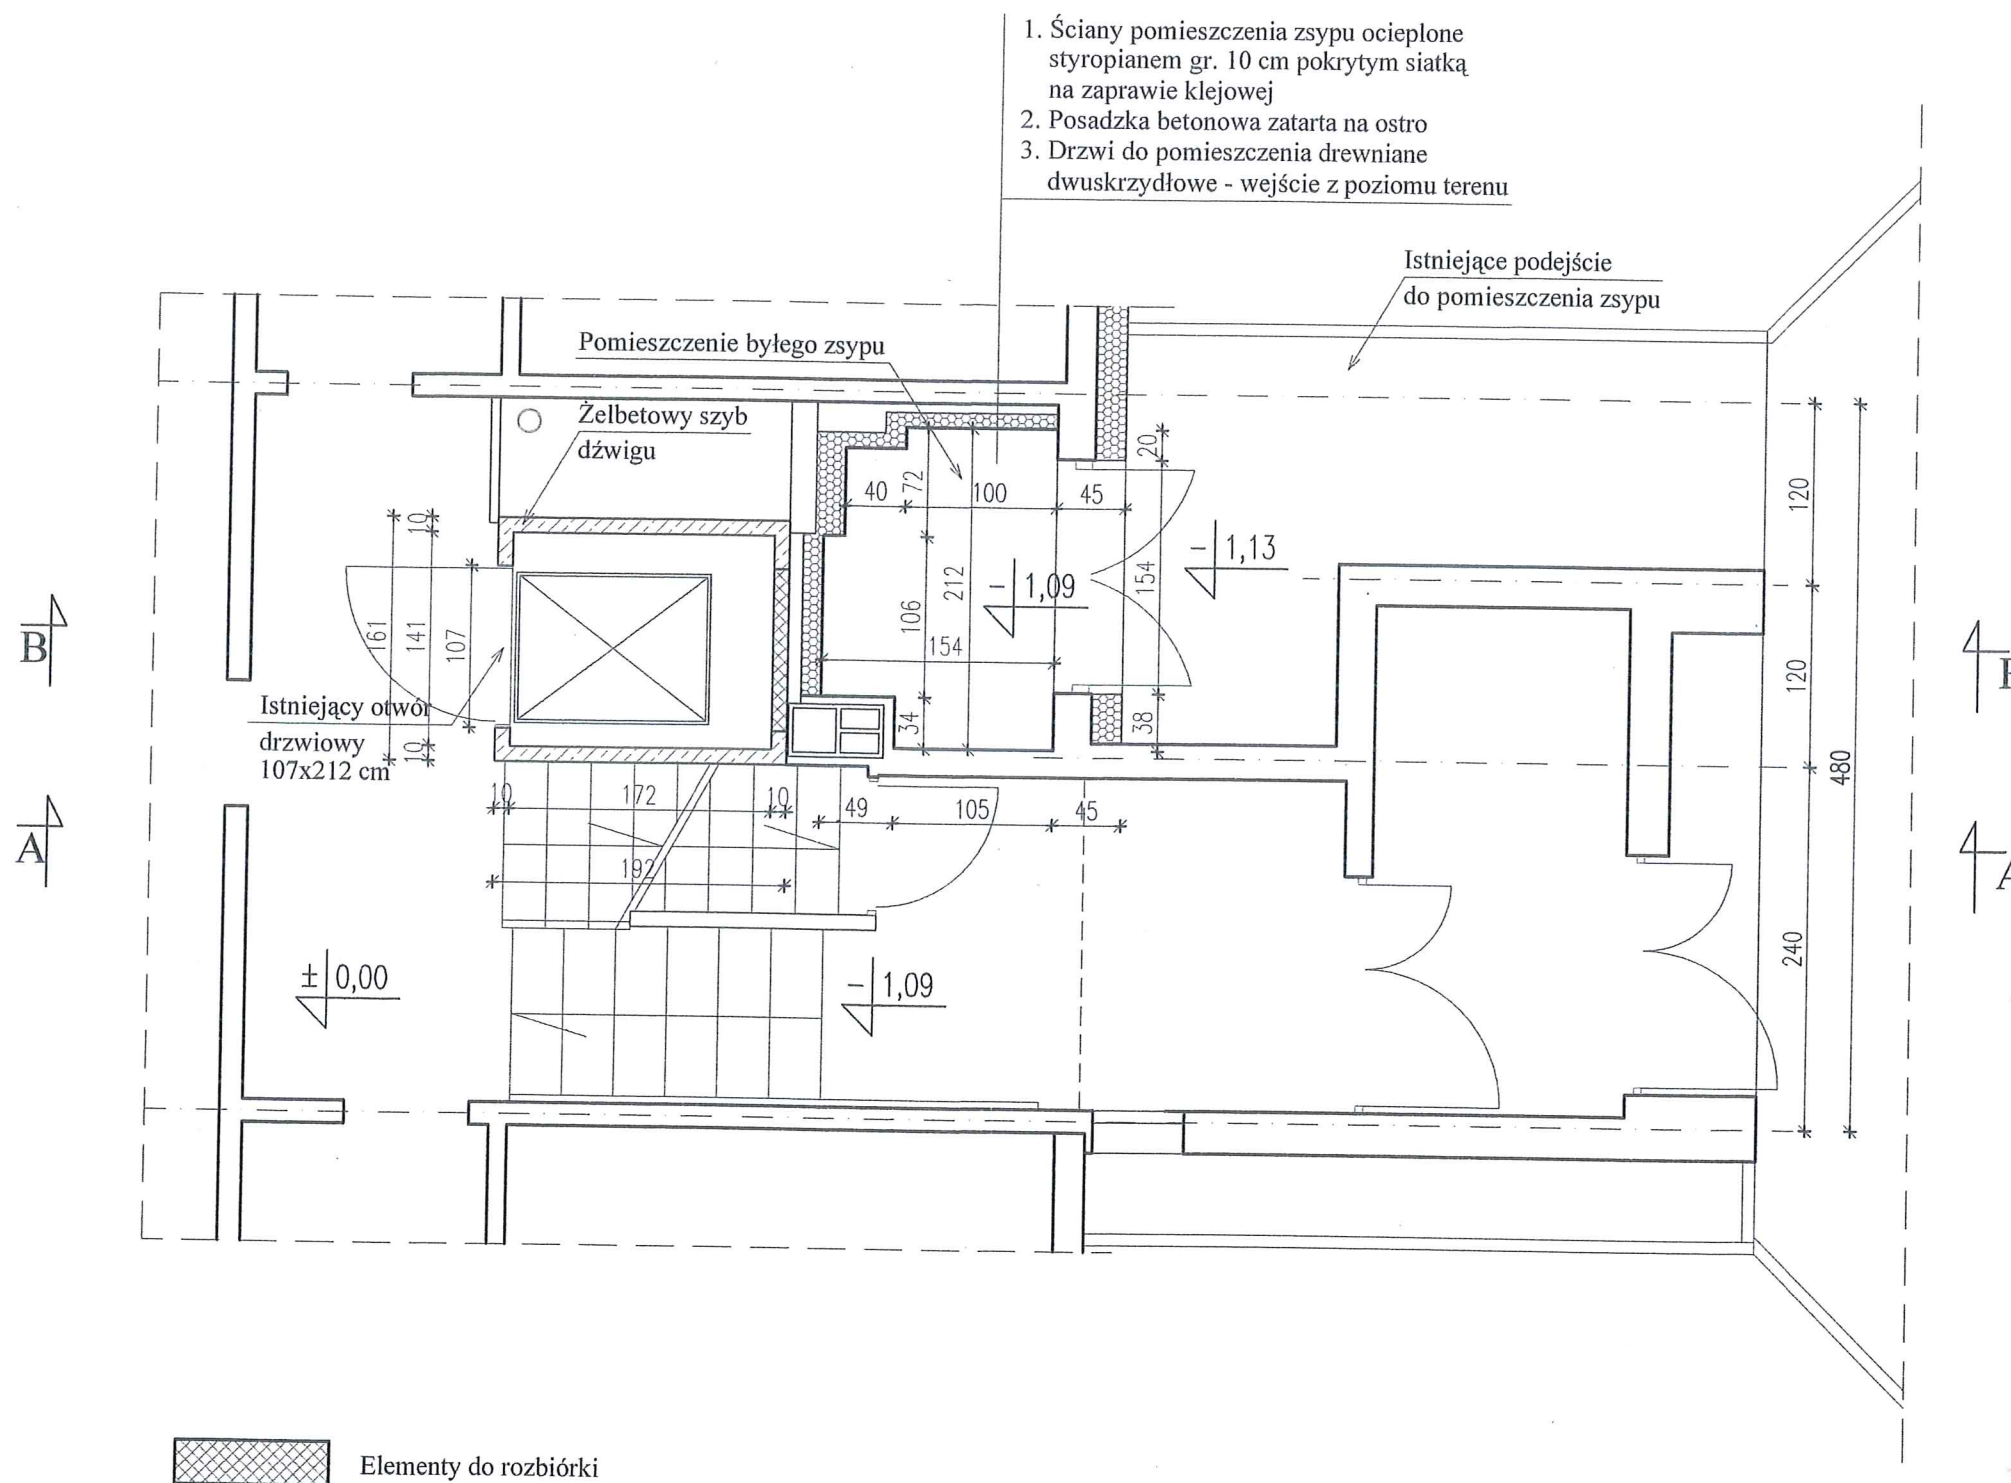 1. Ściany pomieszczenia zsypu ocieplone
styropianem gr. 10 cm pokrytym siatką
na zaprawie klejowej
2. Posadzka betonowa zatarta na ostro
3. Drzwi do pomieszczenia drewniane
dwuskrzydłowe - wejście z poziomu terenu
Istniejące podejście
do pomieszczenia zsypu
Pomieszczenie byłego zsypu
Żelbetowy szyb
dźwigu
20
40
72
100
45
120
10
- 1,13
154
212
- 1,09
106
161
141
107
154
B
120
Istniejący otwór
drzwiowy
107x212 cm
10
34
38
480
10
172
10
49
105
45
A
A
192
240
± 0,00
- 1,09
Elementy do rozbiórki